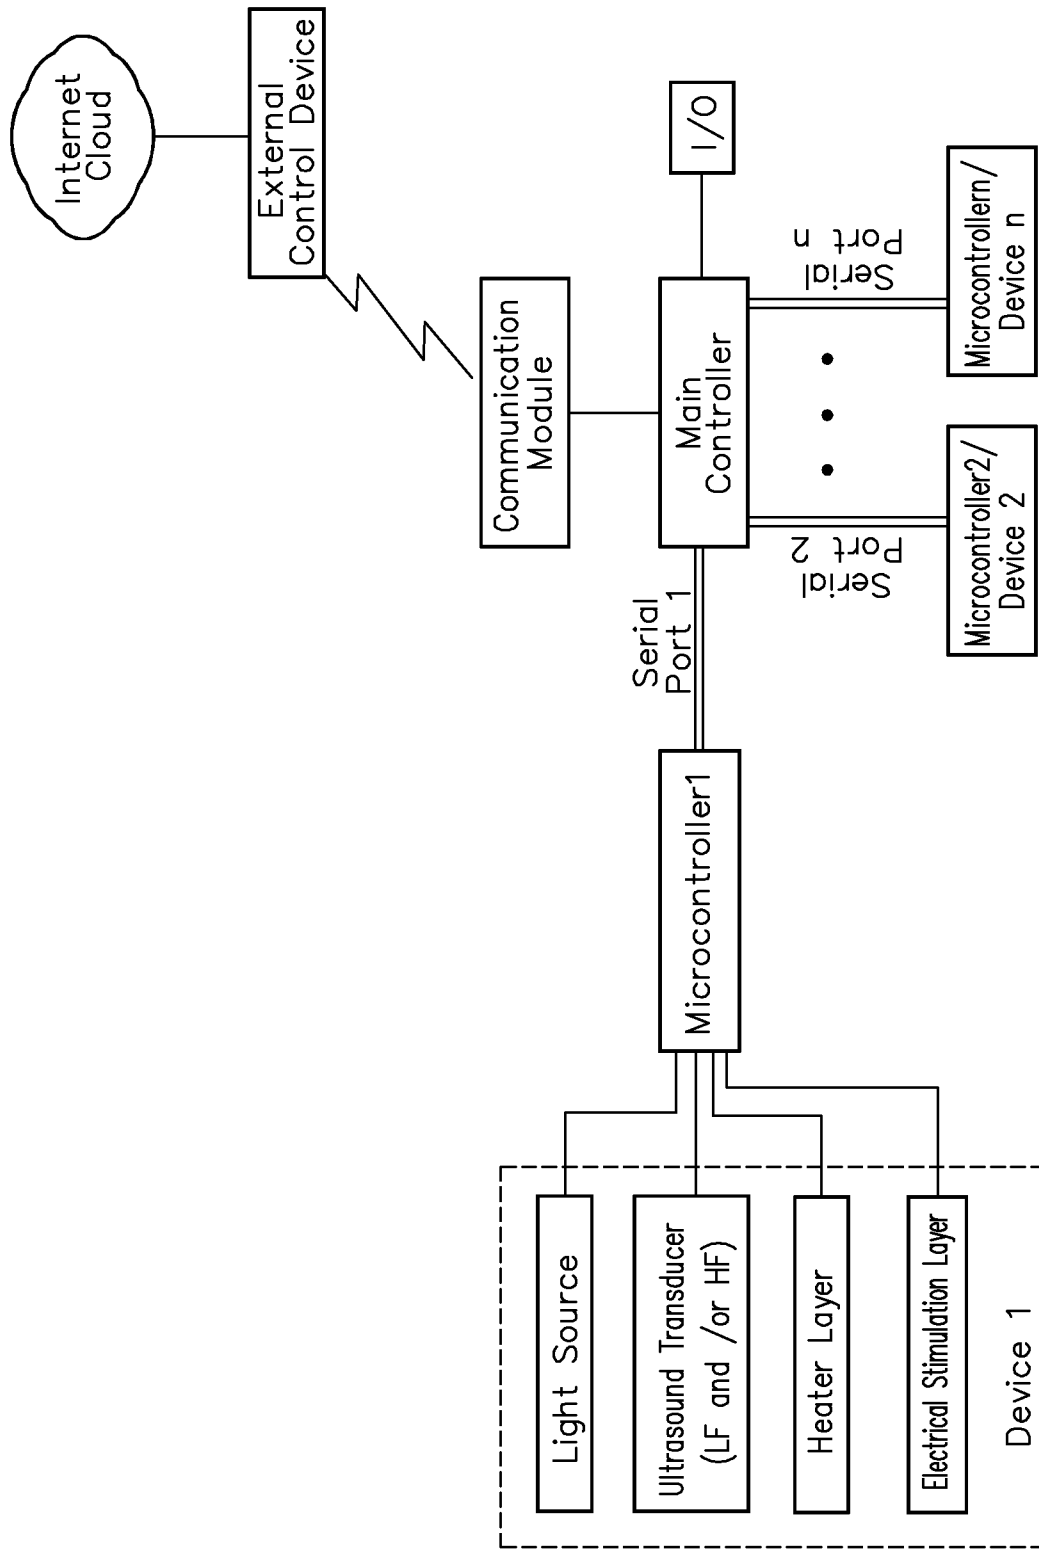 Internet
Cloud
External
Control Device
Communication
Module
I/O
Main
Controller
Serial
Port 1
Serial
Port 2
Serial
Port n
Microcontroller1
Microcontroller2/
Device 2
Microcontrollern/
Device n
Light Source
Ultrasound Transducer
(LF and /or HF)
Heater Layer
Electrical Stimulation Layer
Device 1